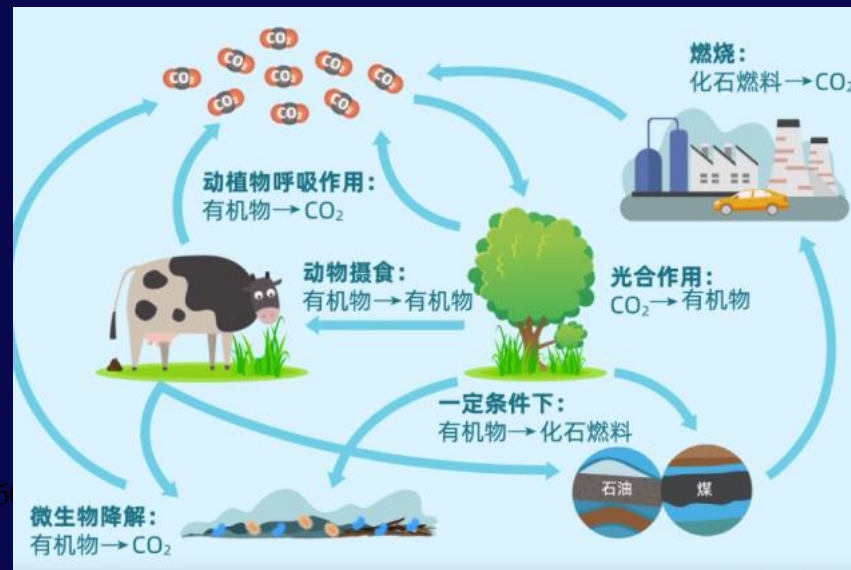 CO₂
CO₂
CO₂
CO₂
CO₂
CO₂
CO₂
CO₂
CO₂
燃烧：
化石燃料→CO₂
动植物呼吸作用：
有机物→CO₂
动物摄食：
有机物→有机物
光合作用：
CO₂→有机物
一定条件下：
有机物→化石燃料
石油
煤
微生物降解：
有机物→CO₂